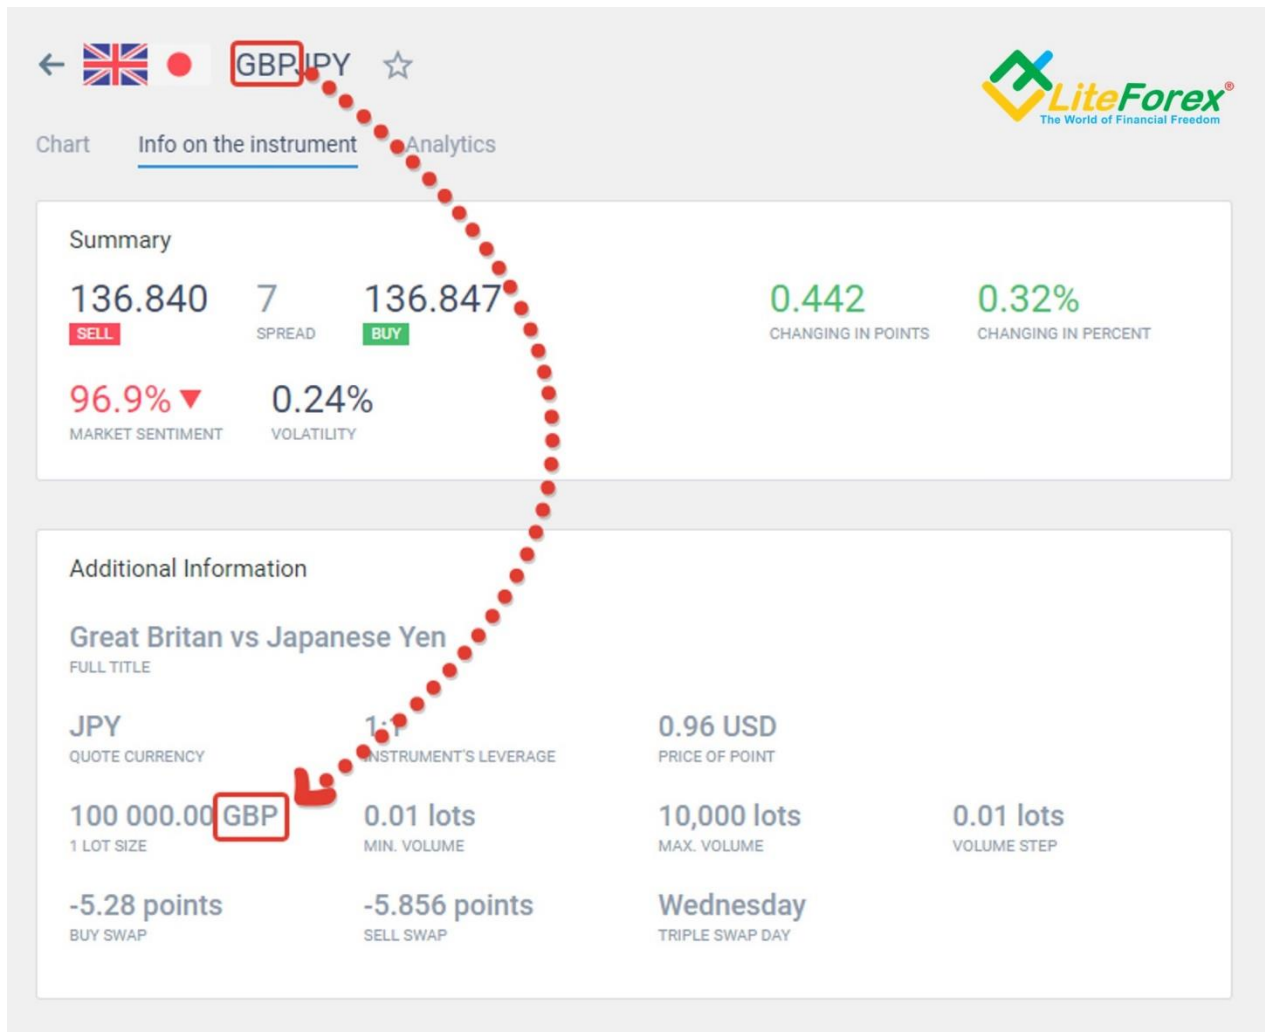 GBPJPY
LiteForex®
The World of Financial Freedom
Chart Info on the instrument Analytics
Summary
136.840 7 136.847 0.442 0.32%
SELL SPREAD BUY CHANGING IN POINTS CHANGING IN PERCENT
96.9% 0.24%
MARKET SENTIMENT VOLATILITY
Additional Information
Great Britan vs Japanese Yen
FULL TITLE
JPY 0.96 USD
QUOTE CURRENCY INSTRUMENT'S LEVERAGE PRICE OF POINT
100 000.00 GBP 0.01 lots 10,000 lots 0.01 lots
1 LOT SIZE MIN. VOLUME MAX. VOLUME VOLUME STEP
-5.28 points -5.856 points Wednesday
BUY SWAP SELL SWAP TRIPLE SWAP DAY